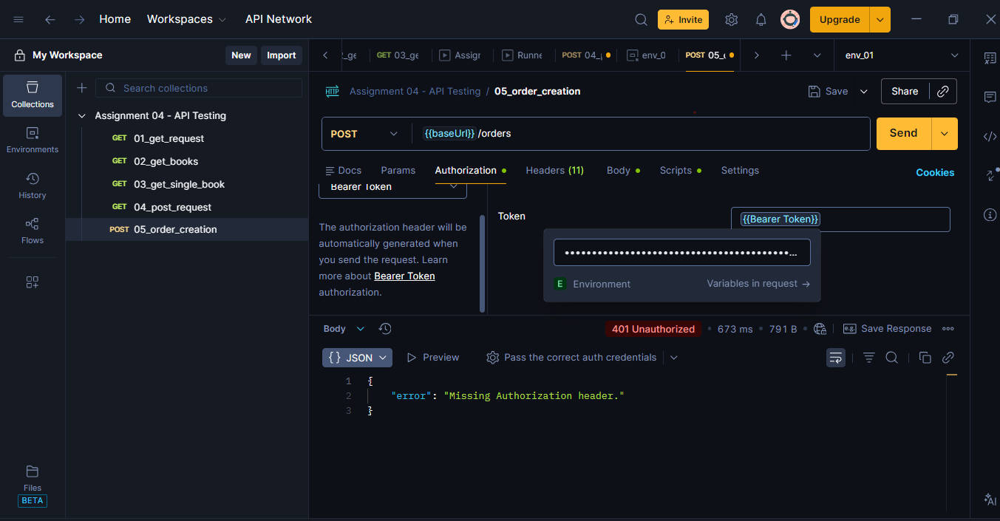 Home Workspaces API Network Invite Upgrade
My Workspace New Import
2_ge GET 03_ge Assigr Runne POST 04_ env_0 POST 05_ env_01
Collections
Environments
History
Flows
Files
BETA
Search collections
Assignment 04 - API Testing
GET 01_get_request
GET 02_get_books
GET 03_get_single_book
GET 04_post_request
POST 05_order_creation
HTTP Assignment 04 - API Testing / 05_order_creation Save Share
POST {{baseUrl}} /orders Send
Docs Params Authorization Headers (11) Body Scripts Settings Cookies
Bearer Token
The authorization header will be
automatically generated when
you send the request. Learn
more about Bearer Token
authorization.
Token {{Bearer Token}}
••••••••••••••••••••••••••••••••••••••••••...
E Environment Variables in request →
Body 401 Unauthorized • 673 ms • 791 B • e.g. Save Response
{} JSON Preview Pass the correct auth credentials
1 {
2 "error": "Missing Authorization header."
3 }
AI